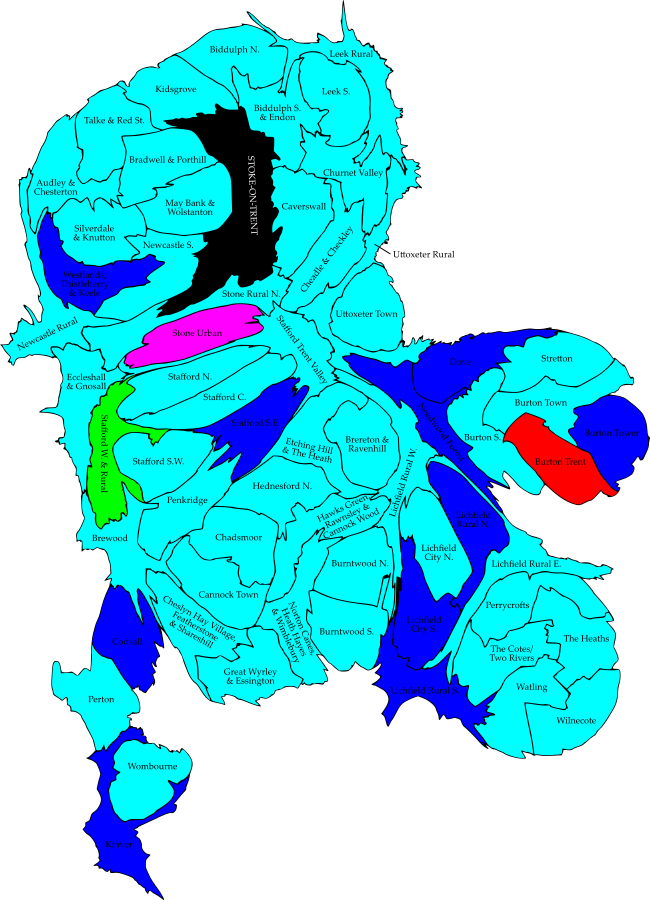 Biddulph N.
Leek Rural
Kidsgrove
Leek S.
Biddulph S.
& Endon
Talke & Red St.
Bradwell & Porthill
Churnet Valley
Audley &
Chesterton
May Bank &
Wolstanton
STOKE-ON-TRENT
Caverswall
Silverdale
& Knutton
Newcastle S.
Cheadle & Checkley
Uttoxeter Rural
Westlands,
Thistleberry
& Keele
Stone Rural N.
Uttoxeter Town
Newcastle Rural
Stone Urban
Stafford Trent Valley
Dove
Stretton
Eccleshall
& Gnosall
Stafford N.
Stafford C.
Burton Town
Needwood Forest
Stafford S.E.
Stafford W. & Rural
Etching Hill
& The Heath
Brereton &
Ravenhill
Burton S.
Burton Tower
Stafford S.W.
Burton Trent
Lichfield Rural W.
Hednesford N.
Penkridge
Hawks Green,
Rawnsley &
Cannock Wood
Lichfield
Rural N.
Brewood
Chadsmoor
Lichfield
City N.
Burntwood N.
Lichfield Rural E.
Cannock Town
Cheslyn Hay Village,
Featherstone
& Shareshill
Norton Canes,
Heath Hayes
& Wimblebury
Perrycrofts
Lichfield
City S.
Burntwood S.
The Heaths
Codsall
The Cotes/
Two Rivers
Great Wyrley
& Essington
Watling
Lichfield Rural S.
Perton
Wilnecote
Wombourne
Kinver